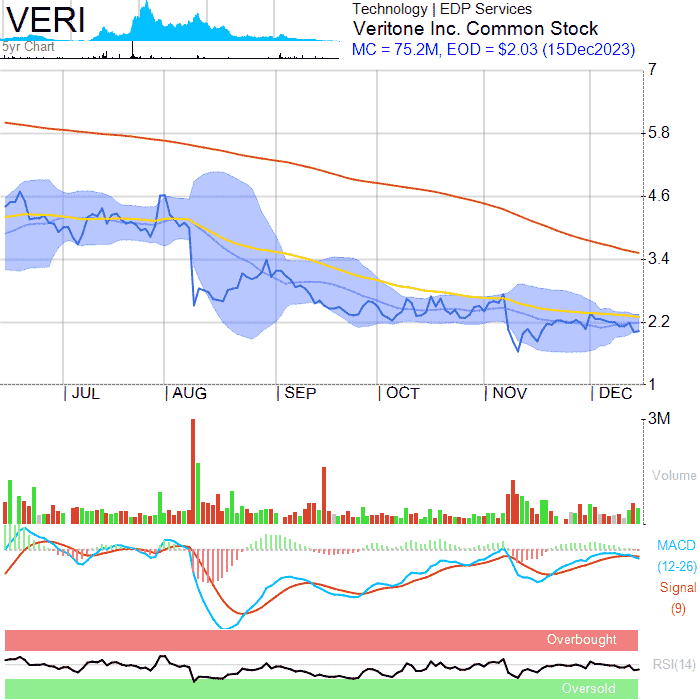 VERI
5yr Chart
Technology | EDP Services
Veritone Inc. Common Stock
MC = 75.2M, EOD = $2.03 (15Dec2023)
7
5.8
4.6
3.4
2.2
1
JUL AUG SEP OCT NOV DEC
3M
Volume
MACD
(12-26)
Signal
(9)
Overbought
RSI(14)
Oversold